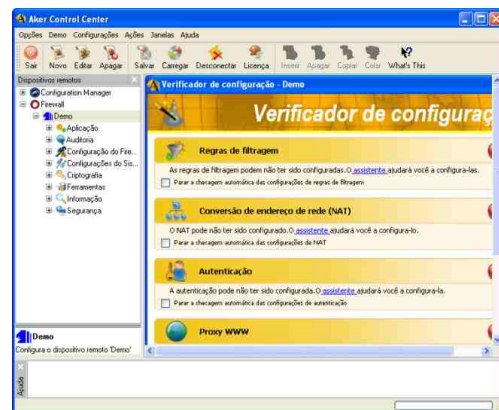 Aker Control Center
Opções Demo Configurações Ações Janelas Ajuda
Sair Novo Editar Apagar Salvar Carregar Desconectar Licença Inserir Apagar Copiar Colar What's This
Dispositivos remotos
Configuration Manager
Firewall
Demo
Aplicação
Auditoria
Configuração do Fire...
Configurações do Sis...
Criptografia
Ferramentas
Informação
Segurança
Demo
Configura o dispositivo remoto 'Demo'
Verificador de configuração - Demo
Verificador de configuraç
Regras de filtragem
As regras de filtragem podem não ter sido configuradas.O assistente ajudará você a configura-las.
Parar a checagem automática das configurações de regras de filtragem
Conversão de endereço de rede (NAT)
O NAT pode não ter sido configurado.O assistente ajudará você a configura-lo.
Parar a checagem automática das configurações de NAT
Autenticação
A autenticação pode não ter sido configurada.O assistente ajudará você a configura-la.
Parar a checagem automática das configurações de autenticação
Proxy WWW
Ajuda